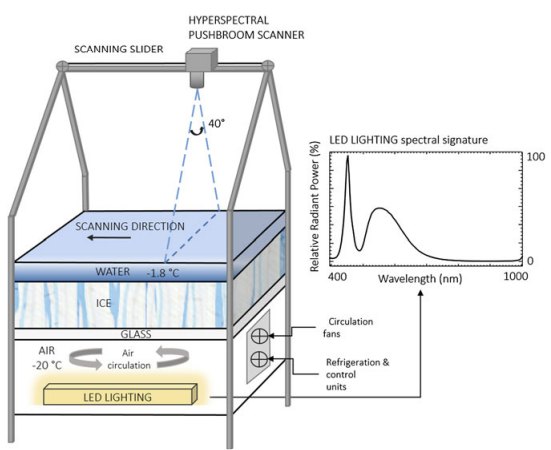 HYPERSPECTRAL
PUSHBROOM SCANNER
SCANNING SLIDER
40°
LED LIGHTING spectral signature
Relative Radiant Power (%)
100
0
400
1000
Wavelength (nm)
SCANNING DIRECTION
WATER -1.8 °C
ICE
GLASS
AIR
-20 °C
Air
circulation
LED LIGHTING
Circulation
fans
Refrigeration &
control
units